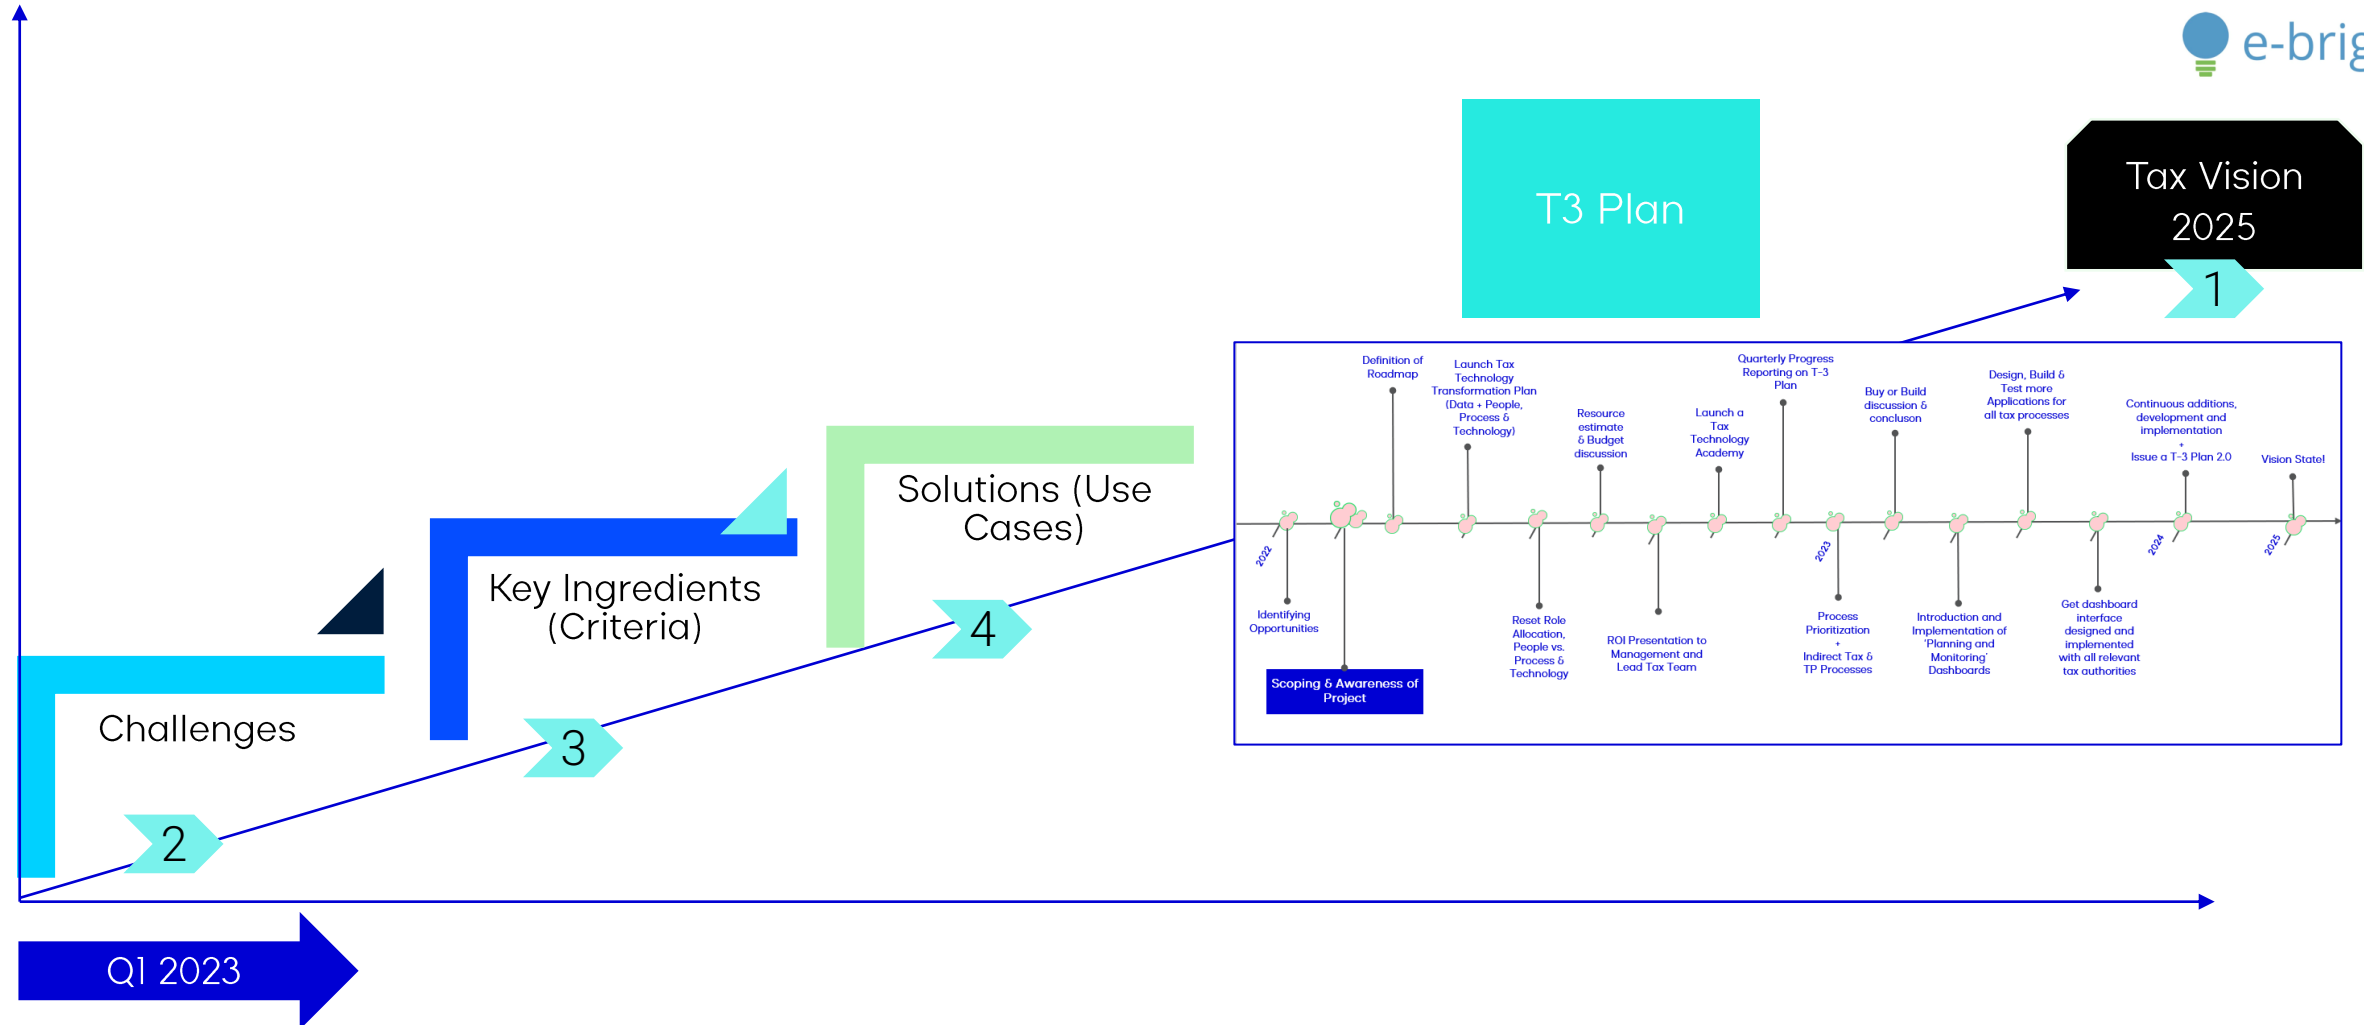 e-brig
T3 Plan
Tax Vision
2025
1
Solutions (Use
Cases)
4
Key Ingredients
(Criteria)
3
Challenges
2
Q1 2023
Definition of
Roadmap
Launch Tax
Technology
Transformation Plan
(Data + People,
Process &
Technology)
Resource
estimate
& Budget
discussion
Launch a
Tax
Technology
Academy
Quarterly Progress
Reporting on T-3
Plan
Buy or Build
discussion &
concluson
Design, Build &
Test more
Applications for
all tax processes
Continuous additions,
development and
implementation
+
Issue a T-3 Plan 2.0
Vision State!
2022
2023
2024
2025
Identifying
Opportunities
Scoping & Awareness of
Project
Reset Role
Allocation,
People vs.
Process &
Technology
ROI Presentation to
Management and
Lead Tax Team
Process
Prioritization
+
Indirect Tax &
TP Processes
Introduction and
Implementation of
'Planning and
Monitoring'
Dashboards
Get dashboard
interface
designed and
implemented
with all relevant
tax authorities